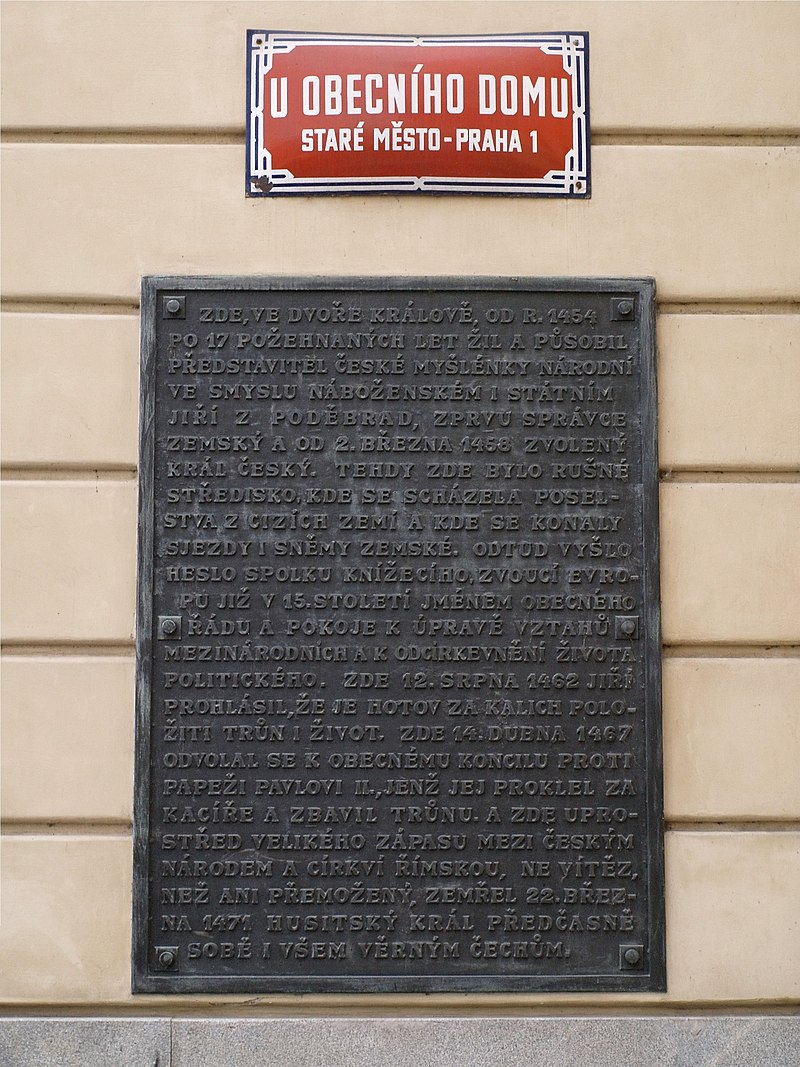 U OBECNÍHO DOMU
STARÉ MĚSTO-PRAHA 1
ZDE, VE DVOŘE KRÁLOVĚ, OD R. 1454
PO 17 POŽEHNANÝCH LET ŽIL A PŮSOBIL
PŘEDSTAVITEL ČESKÉ MYŠLÉNKY NÁRODNÍ
VE SMYSLU NÁBOŽENSKÉM I STÁTNÍM
JIŘÍ Z PODĚBRAD, ZPRVU SPRÁVCE
ZEMSKÝ A OD 2. BŘEZNA 1458 ZVOLENÝ
KRÁL ČESKÝ. TEHDY ZDE BYLO RUŠNÉ
STŘEDISKO, KDE SE SCHÁZELA POSEL-
STVA Z CIZÍCH ZEMÍ A KDE SE KONALY
SJEZDY I SNĚMY ZEMSKÉ. ODTUD VYŠLO
HESLO SPOLKU KNÍŽECÍHO, ZVOUCÍ EVRO-
PU JIŽ V 15. STOLETÍ JMÉNEM OBECNÉHO
ŘÁDU A POKOJE K ÚPRAVĚ VZTAHŮ
MEZINÁRODNÍCH A K ODCÍRKEVNĚNÍ ŽIVOTA
POLITICKÉHO. ZDE 12. SRPNA 1462 JIŘÍ
PROHLÁSIL, ŽE JE HOTOV ZA KALICH POLO-
ŽITI TRŮN I ŽIVOT. ZDE 14. DUBNA 1467
ODVOLAL SE K OBECNÉMU KONCILU PROTI
PAPEŽI PAVLOVI II., JENŽ JEJ PROKLEL ZA
KACÍŘE A ZBAVIL TRŮNU. A ZDE UPRO-
STŘED VELIKÉHO ZÁPASU MEZI ČESKÝM
NÁRODEM A CÍRKVÍ ŘÍMSKOU, NE VÍTĚZ,
NEŽ ANI PŘEMOŽENÝ, ZEMŘEL 22. BŘEZ-
NA 1471 HUSITSKÝ KRÁL PŘEDČASNĚ
SOBĚ I VŠEM VĚRNÝM ČECHŮM.